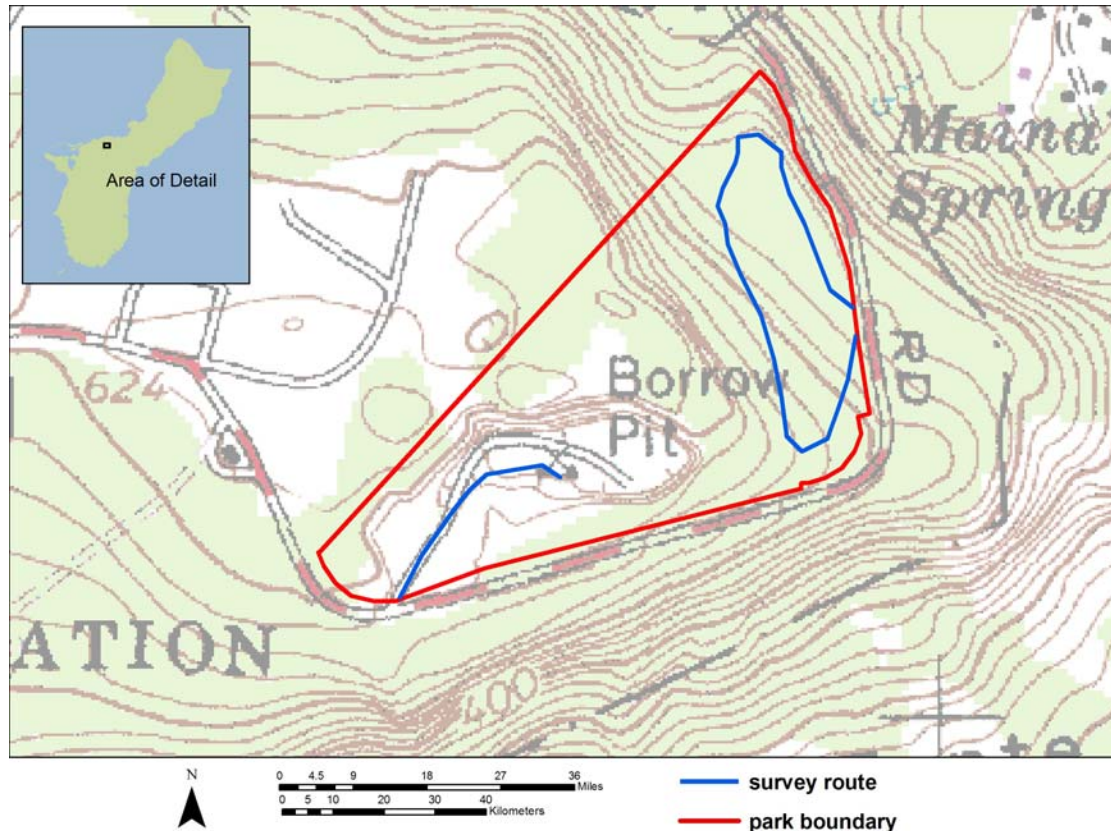 Area of Detail
Maina
Spring
RD
Borrow
Pit
624
ATION
400
N
0 4.5 9 18 27 36
Miles
0 5 10 20 30 40
Kilometers
survey route
park boundary